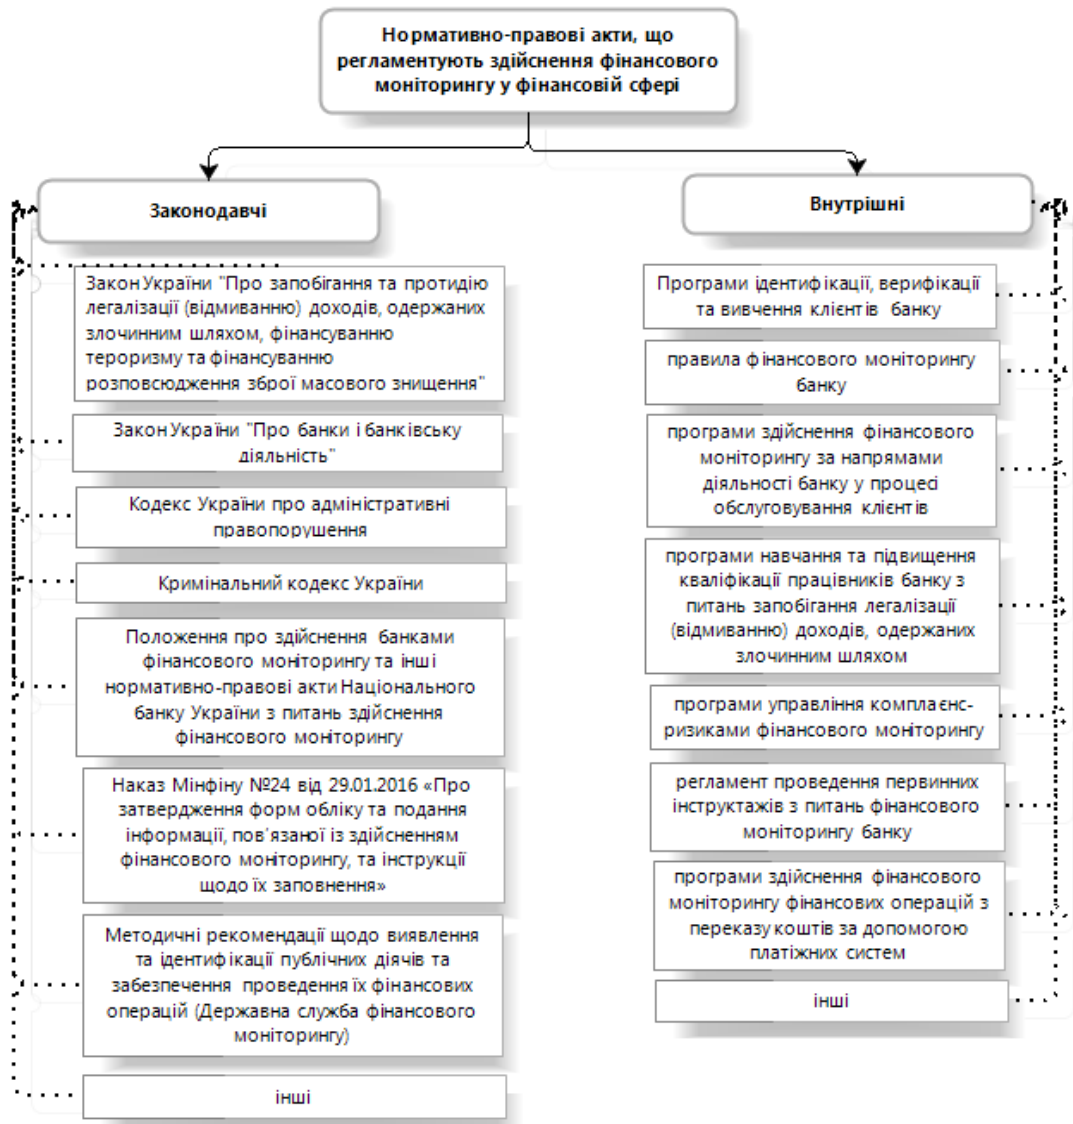 Нормативно-правові акти, що
регламентують здійснення фінансового
моніторингу у фінансовій сфері
Законодавчі
Закон України "Про запобігання та протидію
легалізації (відмиванню) доходів, одержаних
злочинним шляхом, фінансуванню
тероризму та фінансуванню
розповсюдження зброї масового знищення"
Закон України "Про банки і банківську
діяльність"
Кодекс України про адміністративні
правопорушення
Кримінальний кодекс України
Положення про здійснення банками
фінансового моніторингу та інші
нормативно-правові акти Національного
банку України з питань здійснення
фінансового моніторингу
Наказ Мінфіну №24 від 29.01.2016 «Про
затвердження форм обліку та подання
інформації, пов'язаної із здійсненням
фінансового моніторингу, та інструкції
щодо їх заповнення»
Методичні рекомендації щодо виявлення
та ідентифікації публічних діячів та
забезпечення проведення їх фінансових
операцій (Державна служба фінансового
моніторингу)
інші
Внутрішні
Програми ідентифікації, верифікації
та вивчення клієнтів банку
правила фінансового моніторингу
банку
програми здійснення фінансового
моніторингу за напрямами
діяльності банку у процесі
обслуговування клієнтів
програми навчання та підвищення
кваліфікації працівників банку з
питань запобігання легалізації
(відмиванню) доходів, одержаних
злочинним шляхом
програми управління комплаєнс-
ризиками фінансового моніторингу
регламент проведення первинних
інструктажів з питань фінансового
моніторингу банку
програми здійснення фінансового
моніторингу фінансових операцій з
переказу коштів за допомогою
платіжних систем
інші